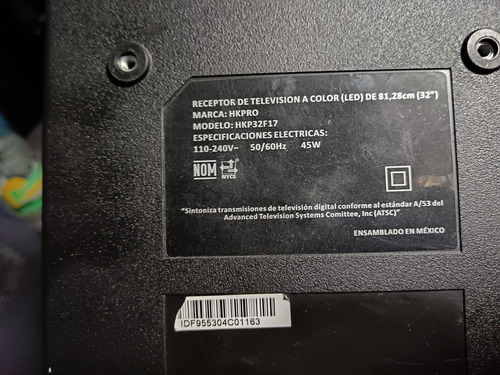 RECEPTOR DE TELEVISION A COLOR (LED) DE 81,28cm (32")
MARCA: HKPRO
MODELO: HKP32F17
ESPECIFICACIONES ELECTRICAS:
110-240V~ 50/60Hz 45W
NOM NYCE
"Sintoniza transmisiones de televisión digital conforme al estándar A/53 del
Advanced Television Systems Comittee, Inc (ATSC)"
ENSAMBLADO EN MÉXICO
IDF955304C01163